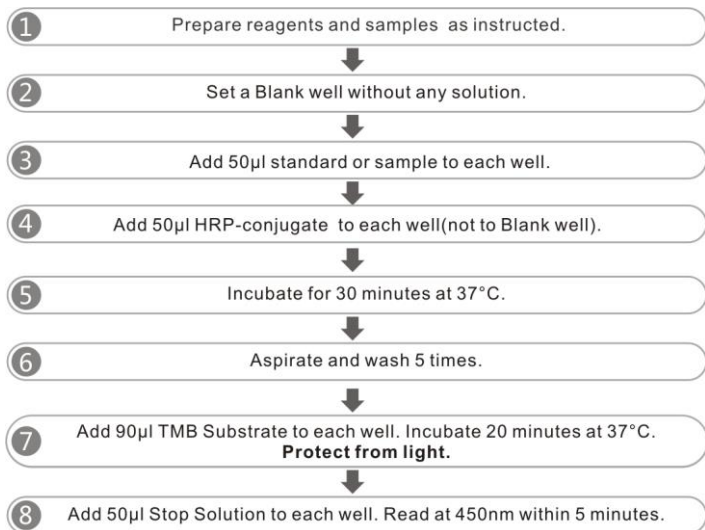 1 Prepare reagents and samples as instructed.
2 Set a Blank well without any solution.
3 Add 50μl standard or sample to each well.
4 Add 50μl HRP-conjugate to each well(not to Blank well).
5 Incubate for 30 minutes at 37°C.
6 Aspirate and wash 5 times.
7 Add 90μl TMB Substrate to each well. Incubate 20 minutes at 37°C.
Protect from light.
8 Add 50μl Stop Solution to each well. Read at 450nm within 5 minutes.